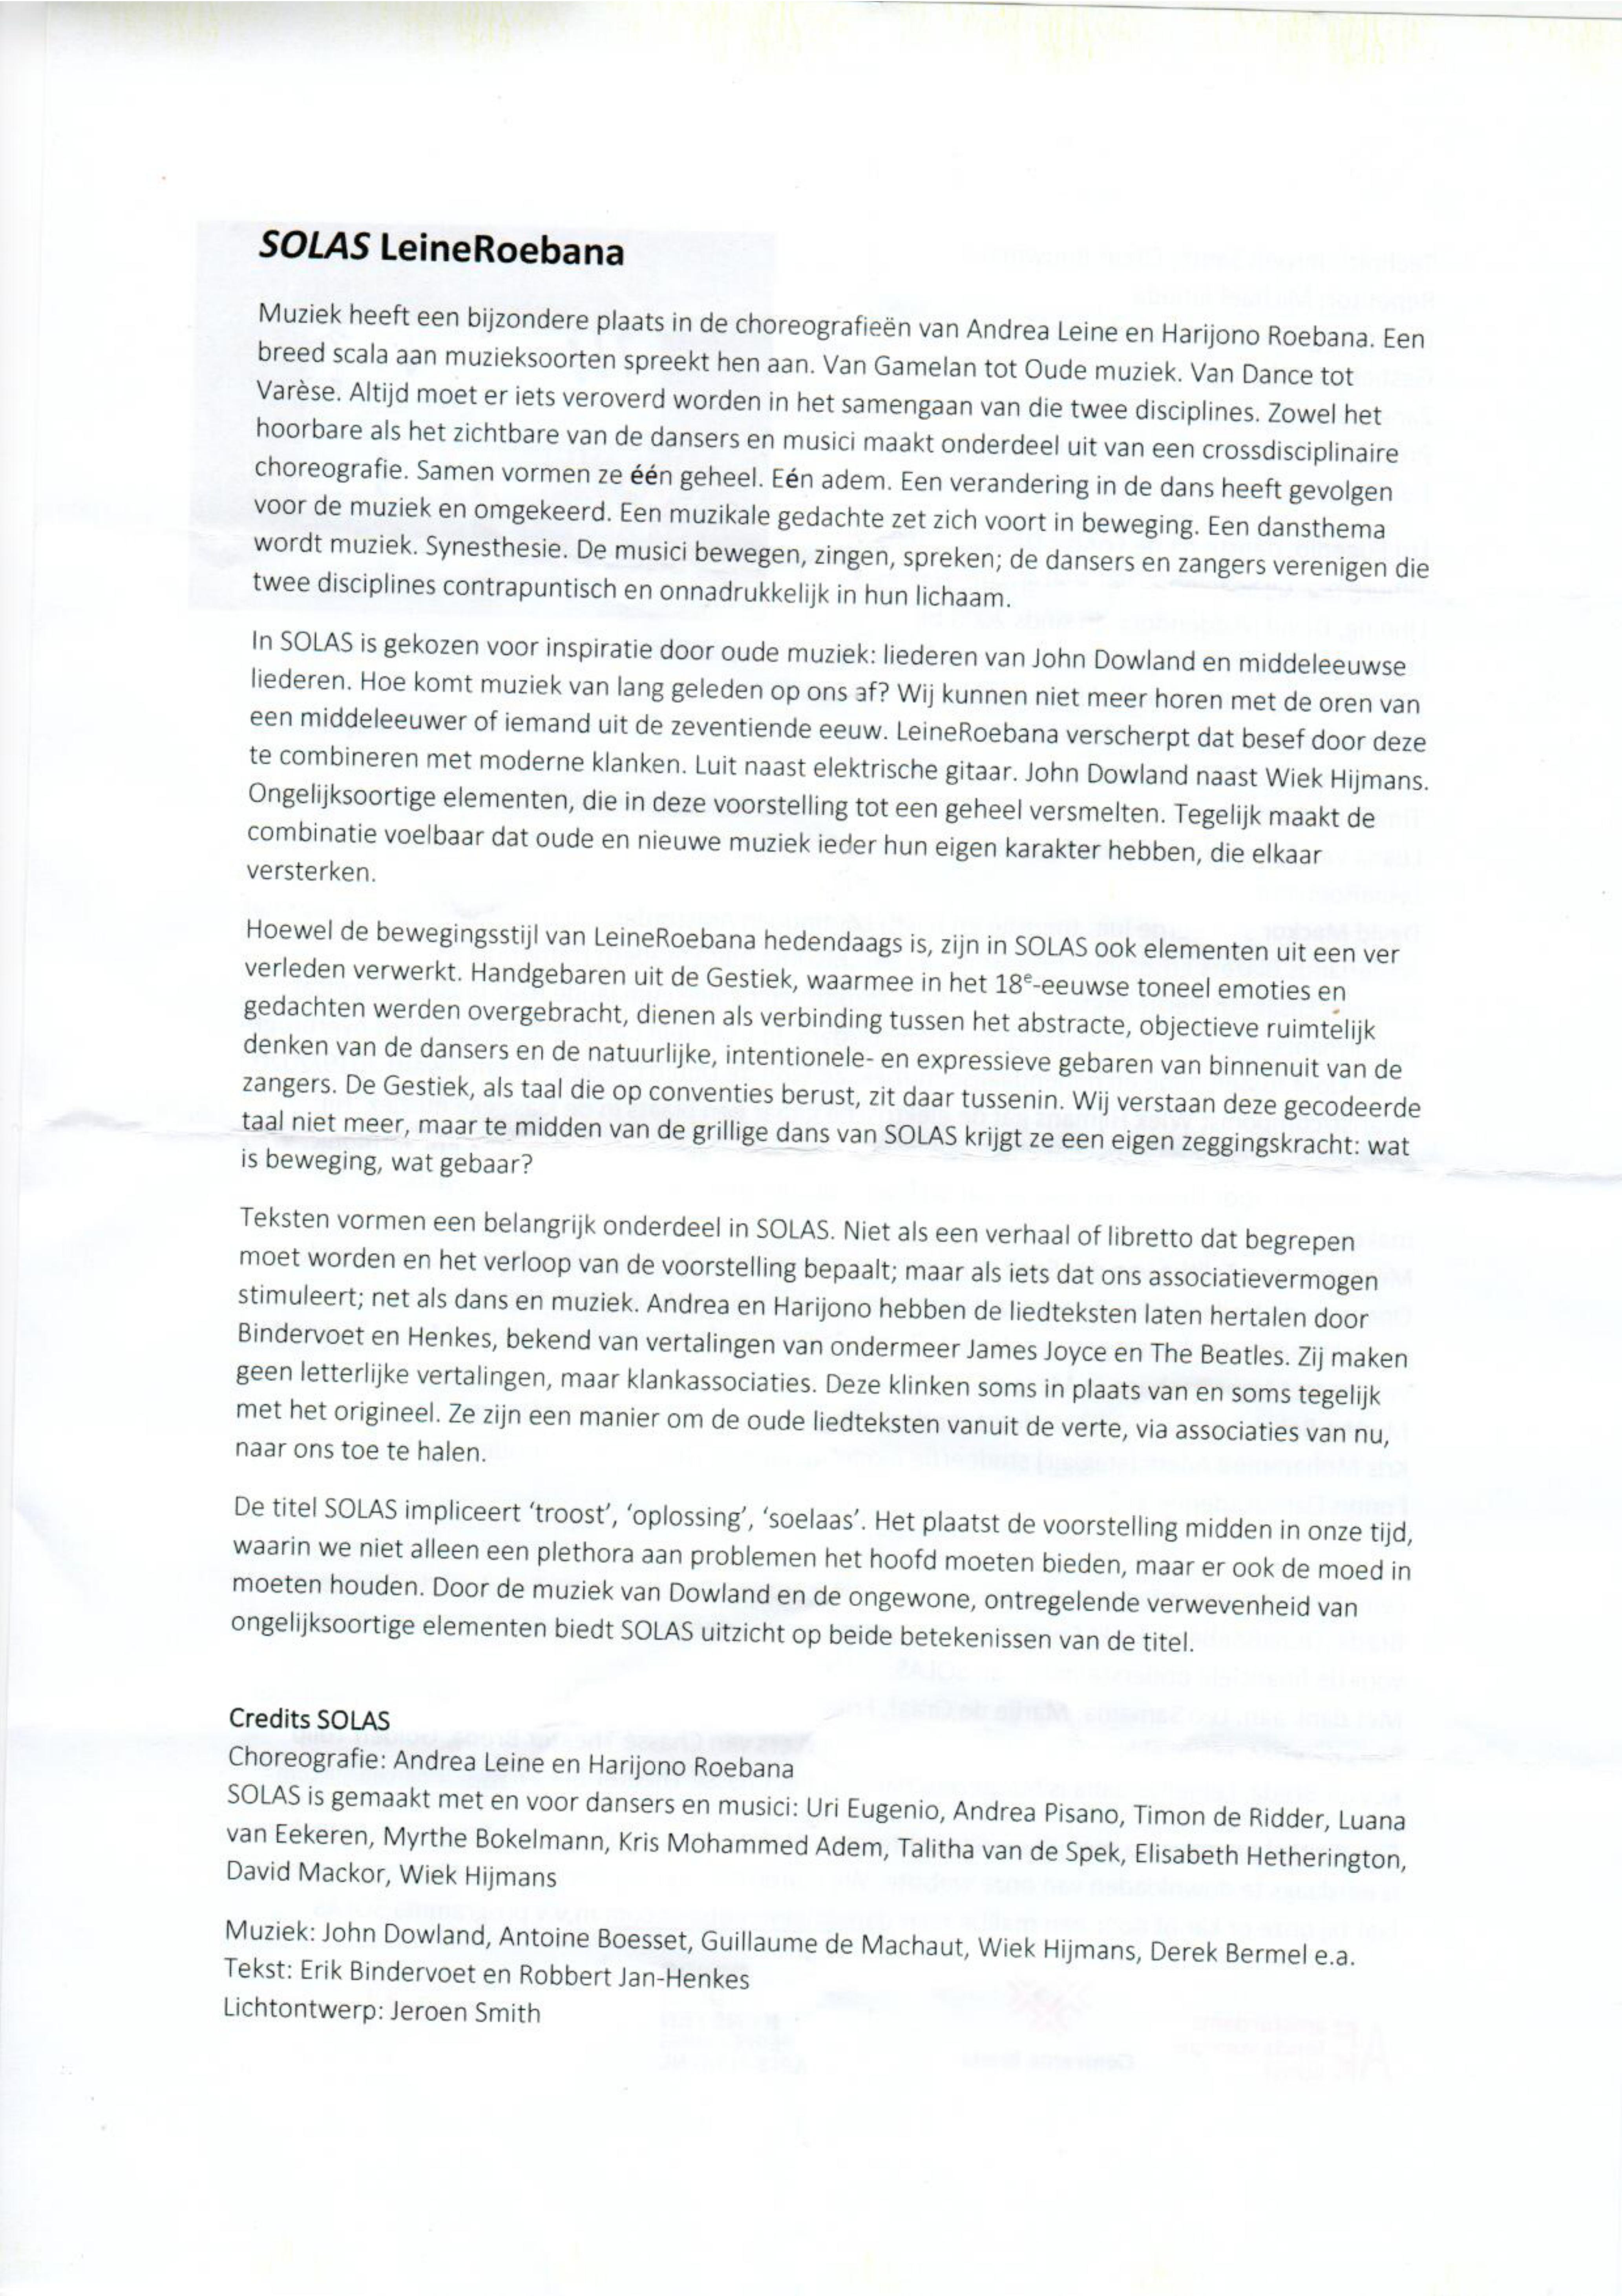 SOLAS LeineRoebana
Muziek heeft een bijzondere plaats in de choreografieën van Andrea Leine en Harijono Roebana. Een
breed scala aan muzieksoorten spreekt hen aan. Van Gamelan tot Oude muziek. Van Dance tot
Varèse. Altijd moet er iets veroverd worden in het samengaan van die twee disciplines. Zowel het
hoorbare als het zichtbare van de dansers en musici maakt onderdeel uit van een crossdisciplinaire
choreografie. Samen vormen ze één geheel. Eén adem. Een verandering in de dans heeft gevolgen
voor de muziek en omgekeerd. Een muzikale gedachte zet zich voort in beweging. Een dansthema
wordt muziek. Synesthesie. De musici bewegen, zingen, spreken; de dansers en zangers verenigen die
twee disciplines contrapuntisch en onnadrukkelijk in hun lichaam.
In SOLAS is gekozen voor inspiratie door oude muziek: liederen van John Dowland en middeleeuwse
liederen. Hoe komt muziek van lang geleden op ons af? Wij kunnen niet meer horen met de oren van
een middeleeuwer of iemand uit de zeventiende eeuw. LeineRoebana verscherpt dat besef door deze
te combineren met moderne klanken. Luit naast elektrische gitaar. John Dowland naast Wiek Hijmans.
Ongelijksoortige elementen, die in deze voorstelling tot een geheel versmelten. Tegelijk maakt de
combinatie voelbaar dat oude en nieuwe muziek ieder hun eigen karakter hebben, die elkaar
versterken.
Hoewel de bewegingsstijl van LeineRoebana hedendaags is, zijn in SOLAS ook elementen uit een ver
verleden verwerkt. Handgebaren uit de Gestiek, waarmee in het 18e-eeuwse toneel emoties en
gedachten werden overgebracht, dienen als verbinding tussen het abstracte, objectieve ruimtelijk
denken van de dansers en de natuurlijke, intentionele- en expressieve gebaren van binnenuit van de
zangers. De Gestiek, als taal die op conventies berust, zit daar tussenin. Wij verstaan deze gecodeerde
taal niet meer, maar te midden van de grillige dans van SOLAS krijgt ze een eigen zeggingskracht: wat
is beweging, wat gebaar?
Teksten vormen een belangrijk onderdeel in SOLAS. Niet als een verhaal of libretto dat begrepen
moet worden en het verloop van de voorstelling bepaalt; maar als iets dat ons associatievermogen
stimuleert; net als dans en muziek. Andrea en Harijono hebben de liedteksten laten hertalen door
Bindervoet en Henkes, bekend van vertalingen van ondermeer James Joyce en The Beatles. Zij maken
geen letterlijke vertalingen, maar klankassociaties. Deze klinken soms in plaats van en soms tegelijk
met het origineel. Ze zijn een manier om de oude liedteksten vanuit de verte, via associaties van nu,
naar ons toe te halen.
De titel SOLAS impliceert ‘troost’, ‘oplossing’, ‘soelaas’. Het plaatst de voorstelling midden in onze tijd,
waarin we niet alleen een plethora aan problemen het hoofd moeten bieden, maar er ook de moed in
moeten houden. Door de muziek van Dowland en de ongewone, ontregelende verwevenheid van
ongelijksoortige elementen biedt SOLAS uitzicht op beide betekenissen van de titel.
Credits SOLAS
Choreografie: Andrea Leine en Harijono Roebana
SOLAS is gemaakt met en voor dansers en musici: Uri Eugenio, Andrea Pisano, Timon de Ridder, Luana
van Eekeren, Myrthe Bokelmann, Kris Mohammed Adem, Talitha van de Spek, Elisabeth Hetherington,
David Mackor, Wiek Hijmans
Muziek: John Dowland, Antoine Boesset, Guillaume de Machaut, Wiek Hijmans, Derek Bermel e.a.
Tekst: Erik Bindervoet en Robbert Jan-Henkes
Lichtontwerp: Jeroen Smith